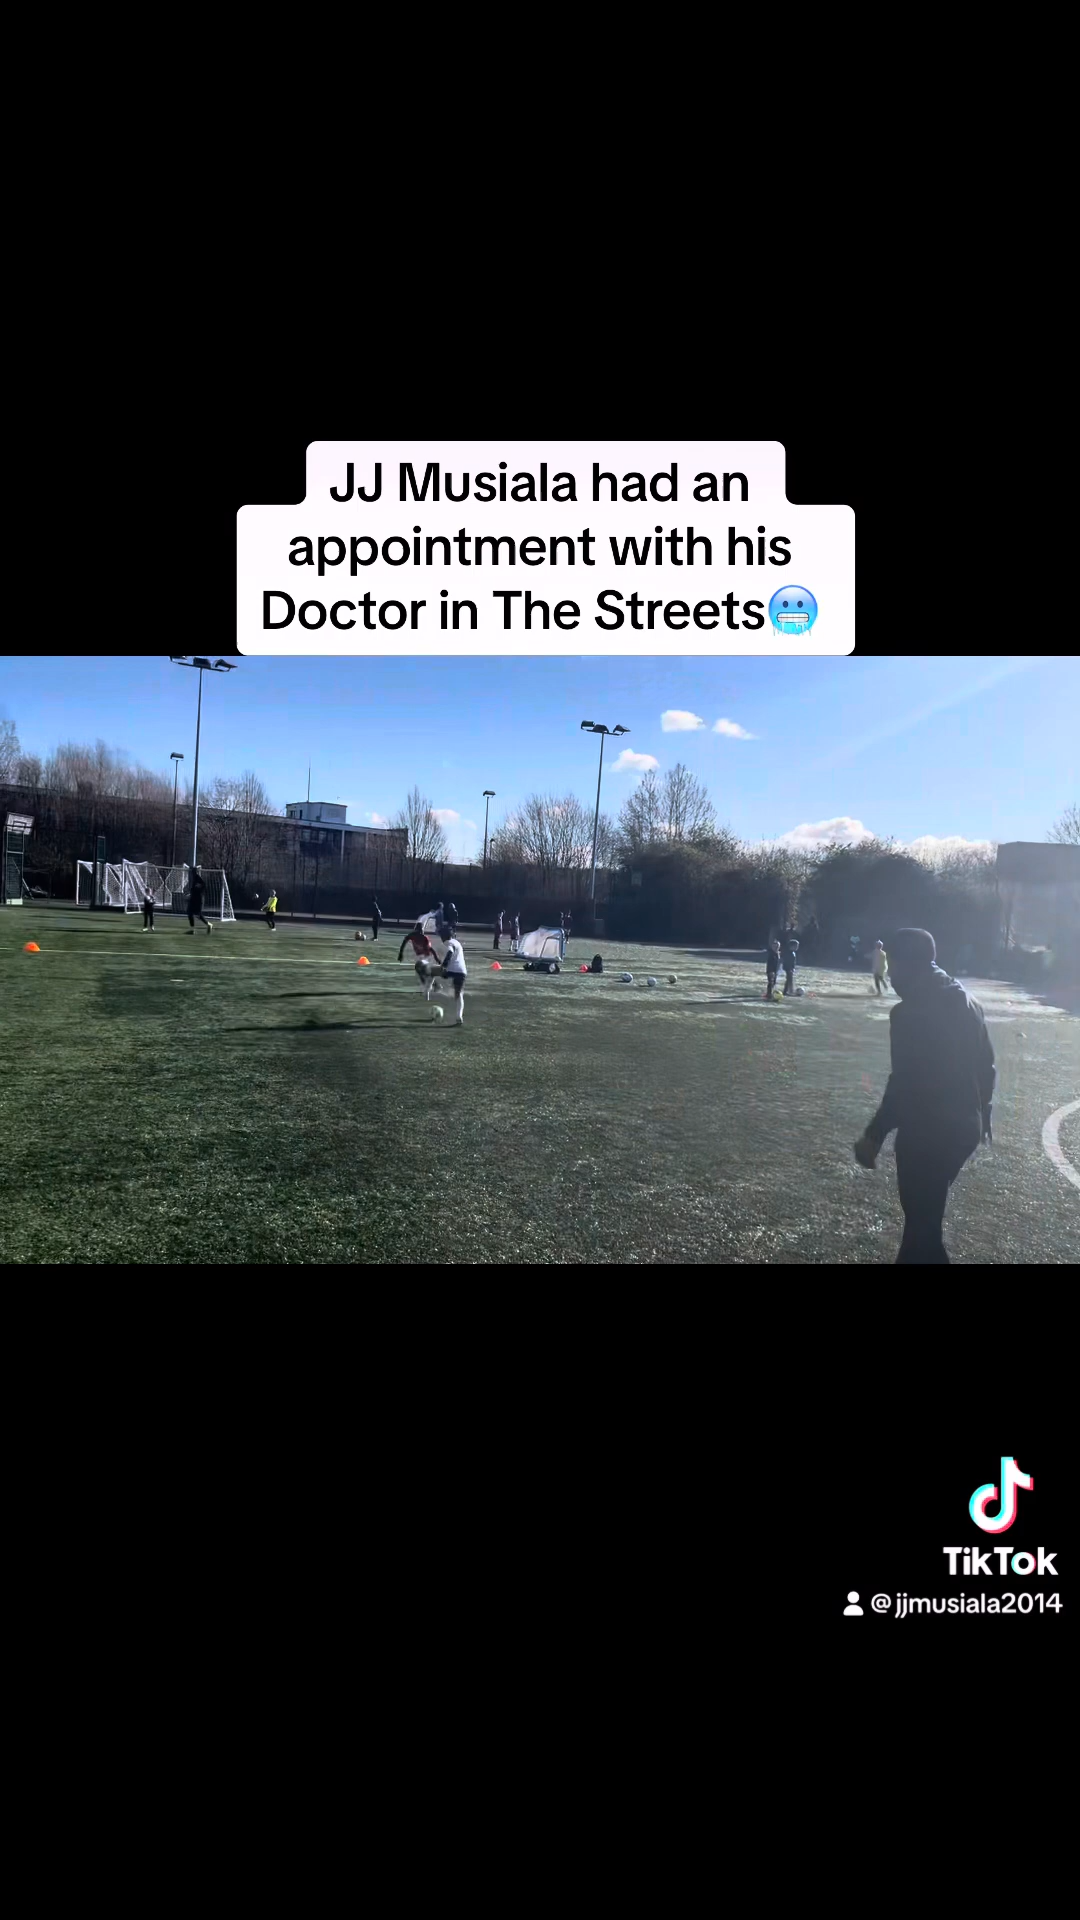 JJ Musiala had an
appointment with his
Doctor in The Streets🥶
TikTok
@jjmusiala2014